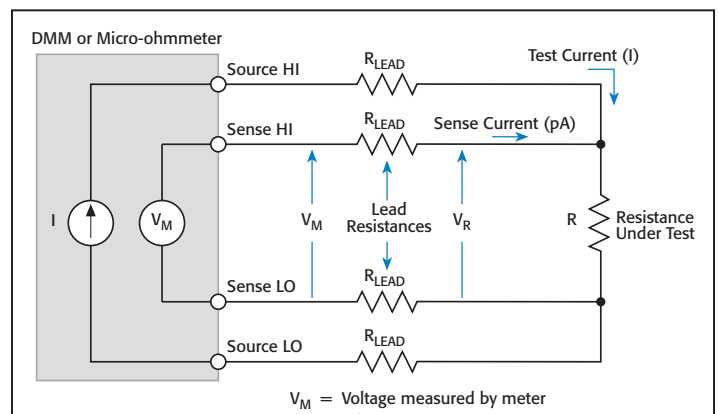 DMM or Micro-ohmmeter
Source HI
RLEAD
Test Current (I)
Sense HI
RLEAD
Sense Current (pA)
I
VM
VM
Lead
Resistances
VR
R
Resistance
Under Test
Sense LO
RLEAD
Source LO
RLEAD
VM = Voltage measured by meter